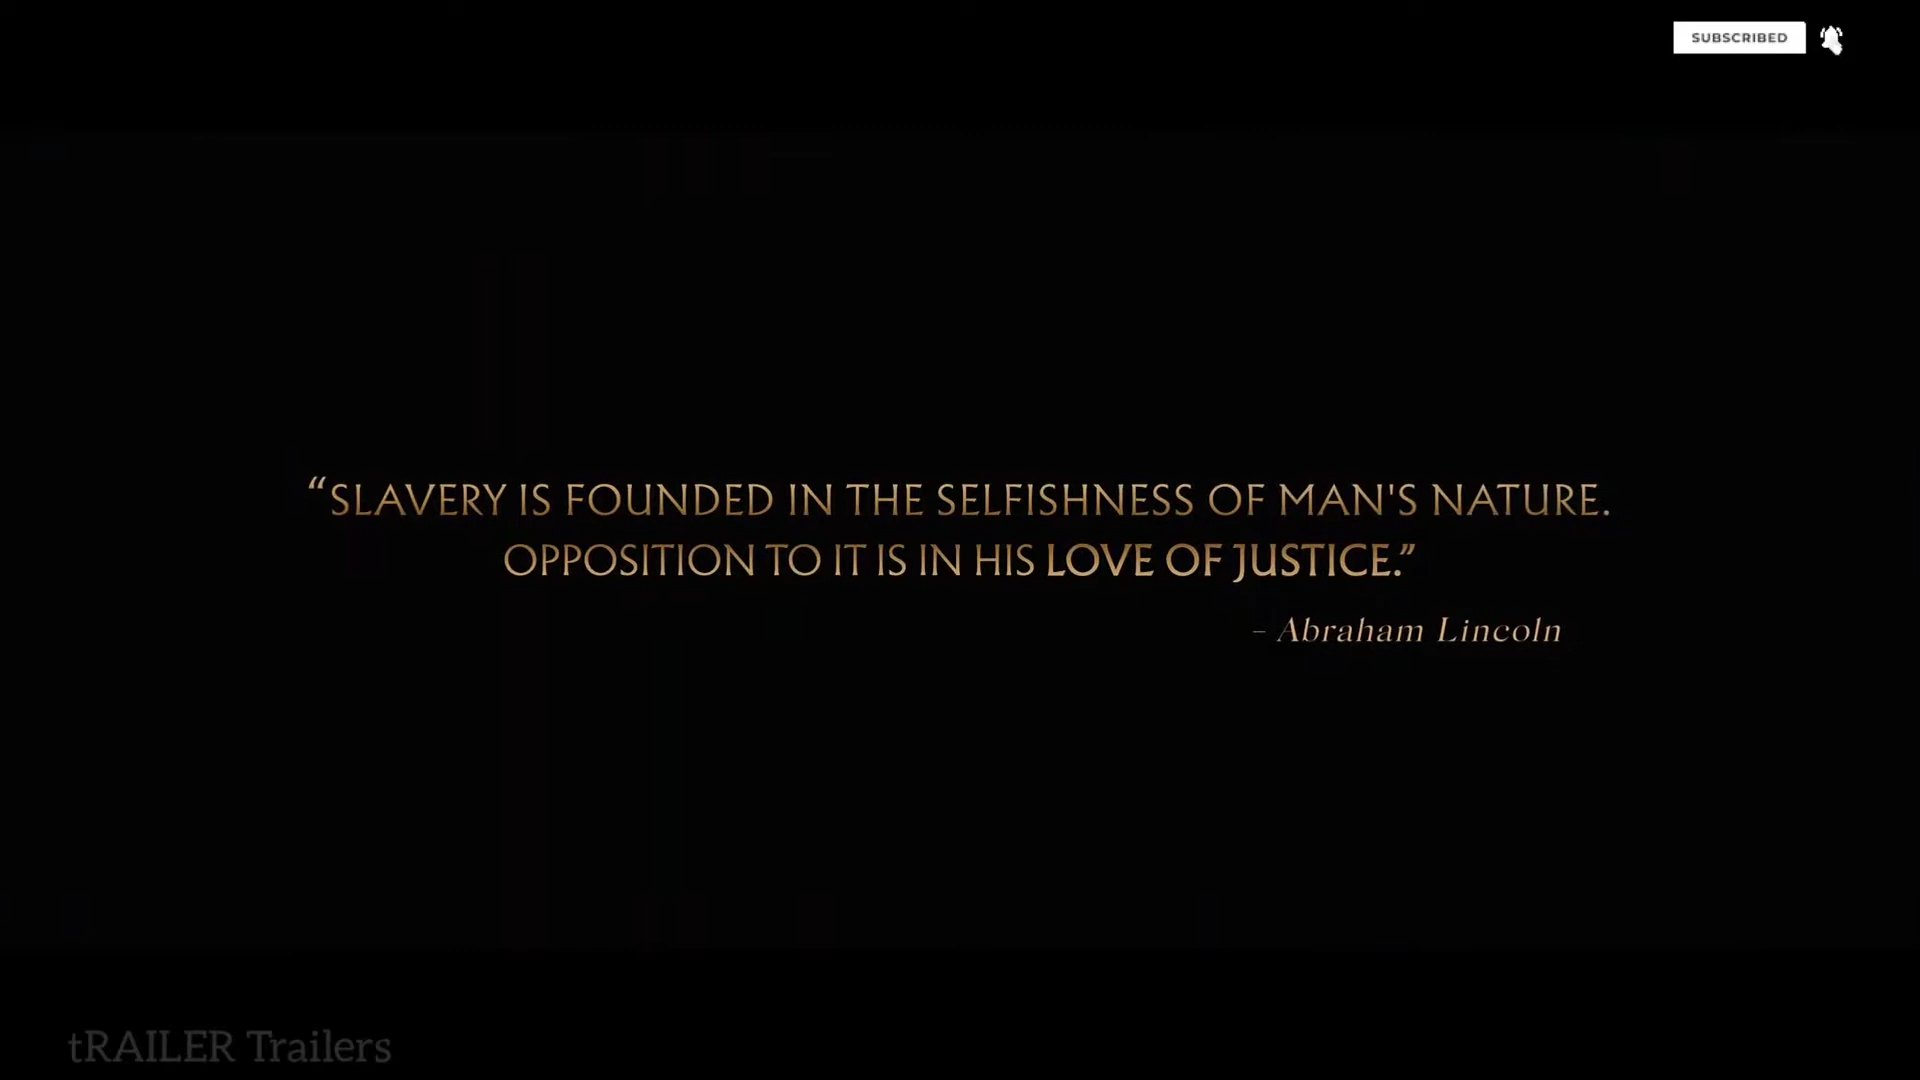 SUBSCRIBED
“SLAVERY IS FOUNDED IN THE SELFISHNESS OF MAN'S NATURE.
OPPOSITION TO IT IS IN HIS LOVE OF JUSTICE.”
– Abraham Lincoln
tRAILER Trailers